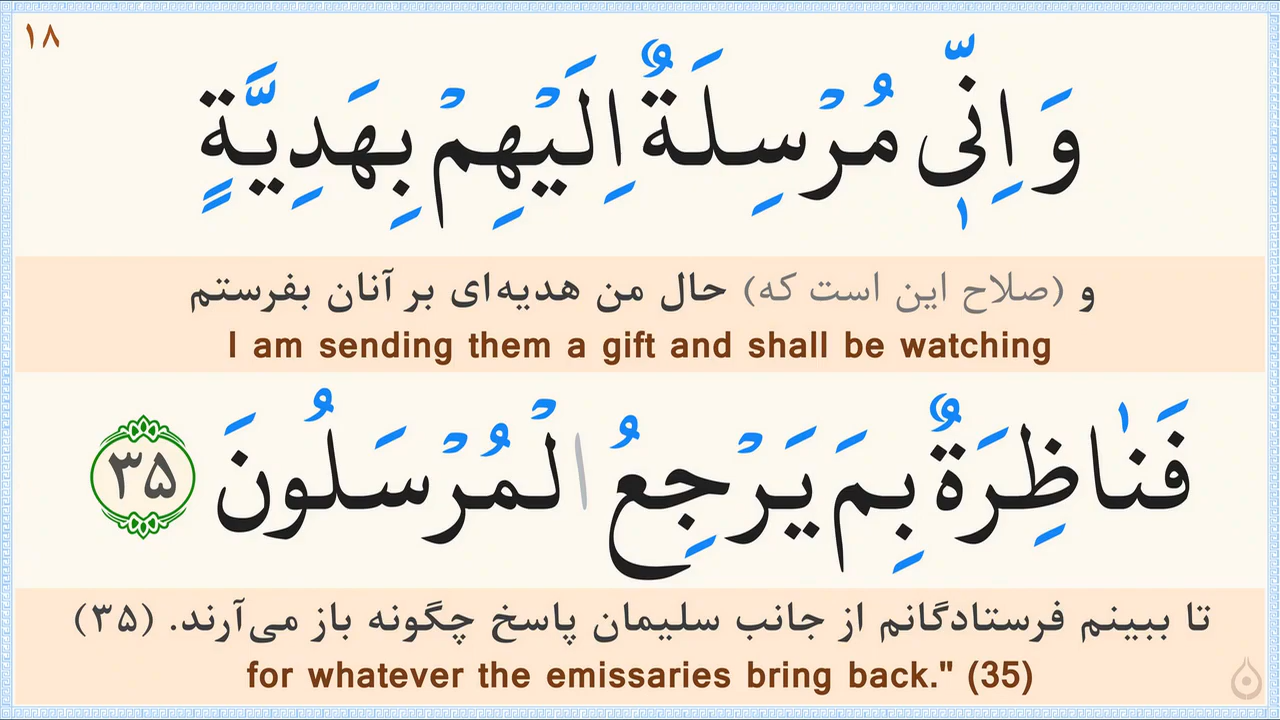 ۱۸
وَ اِنّٖی مُرْسِلَةٌ اِلَیْهِمْ بِهَدِیَّةٍ
و (صلاح این است که) حال من هدیه‌ای بر آنان بفرستم
I am sending them a gift and shall be watching
فَنٰاظِرَةٌ بِمَ یَرْجِعُ الْمُرْسَلُونَ ۳۵
تا ببینم فرستادگانم از جانب سلیمان پاسخ چگونه باز می‌آرند. (۳۵)
for whatever the emissaries bring back." (35)